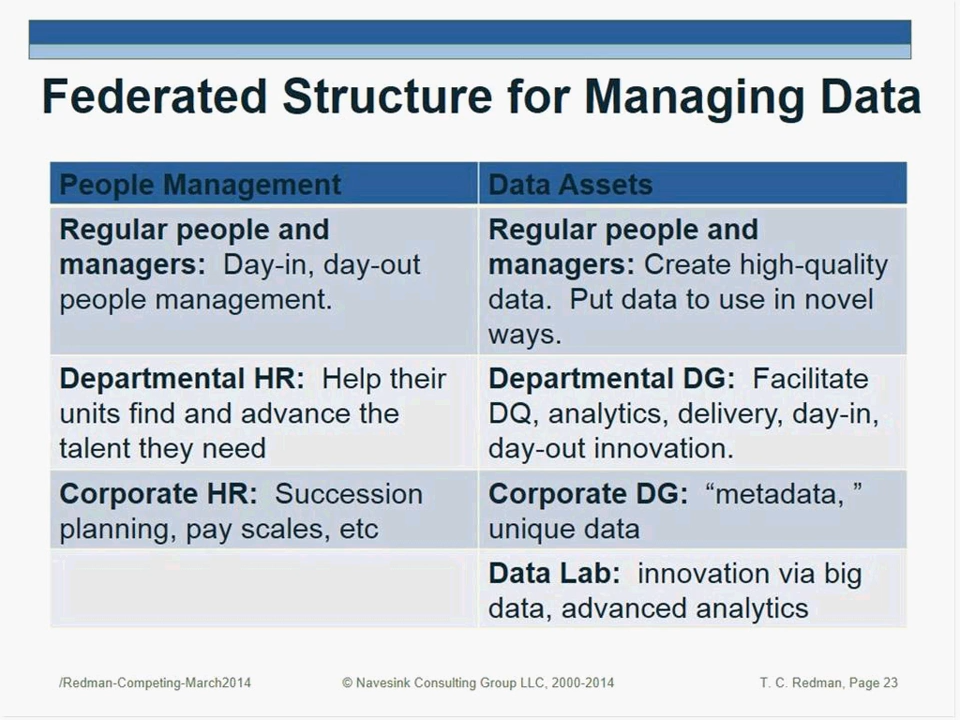 Federated Structure for Managing Data
People Management
Data Assets
Regular people and
managers:  Day-in, day-out
people management.
Regular people and
managers: Create high-quality
data.  Put data to use in novel
ways.
Departmental HR:  Help their
units find and advance the
talent they need
Departmental DG:  Facilitate
DQ, analytics, delivery, day-in,
day-out innovation.
Corporate HR:  Succession
planning, pay scales, etc
Corporate DG:  “metadata, ”
unique data
Data Lab:  innovation via big
data, advanced analytics
/Redman-Competing-March2014
© Navesink Consulting Group LLC, 2000-2014
T. C. Redman, Page 23